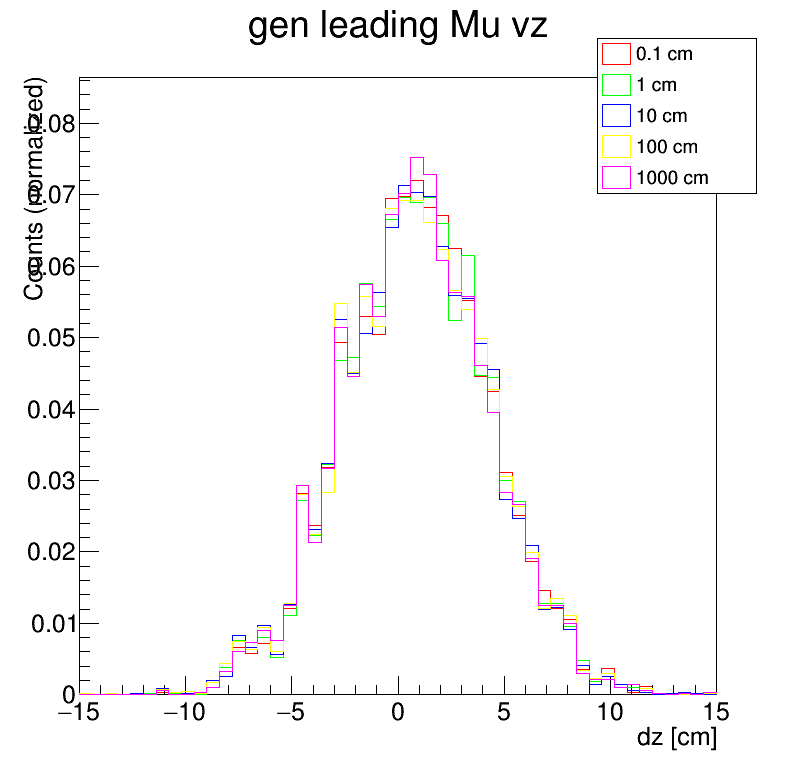 gen leading Mu vz
0.1 cm
1 cm
10 cm
100 cm
1000 cm
Counts (normalized)
0.08
0.07
0.06
0.05
0.04
0.03
0.02
0.01
0
−15 −10 −5 0 5 10 15
dz [cm]